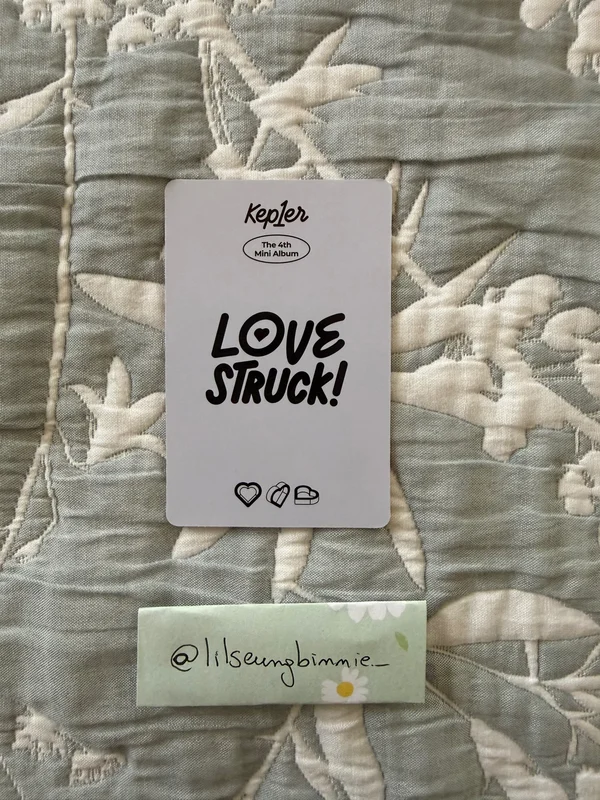 Kep1er
The 4th
Mini Album
LOVE
STRUCK!
@lilseungbinnie_